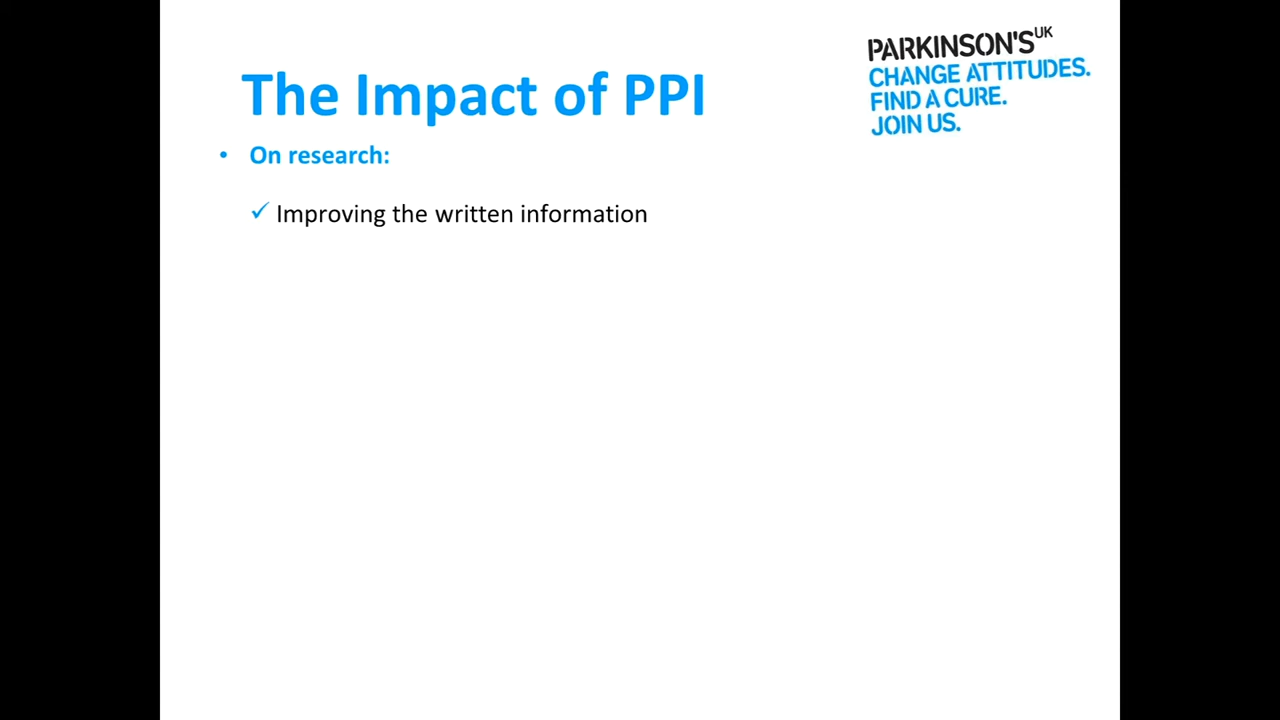 The Impact of PPI
PARKINSON'S UK
CHANGE ATTITUDES.
FIND A CURE.
JOIN US.
• On research:
✓ Improving the written information